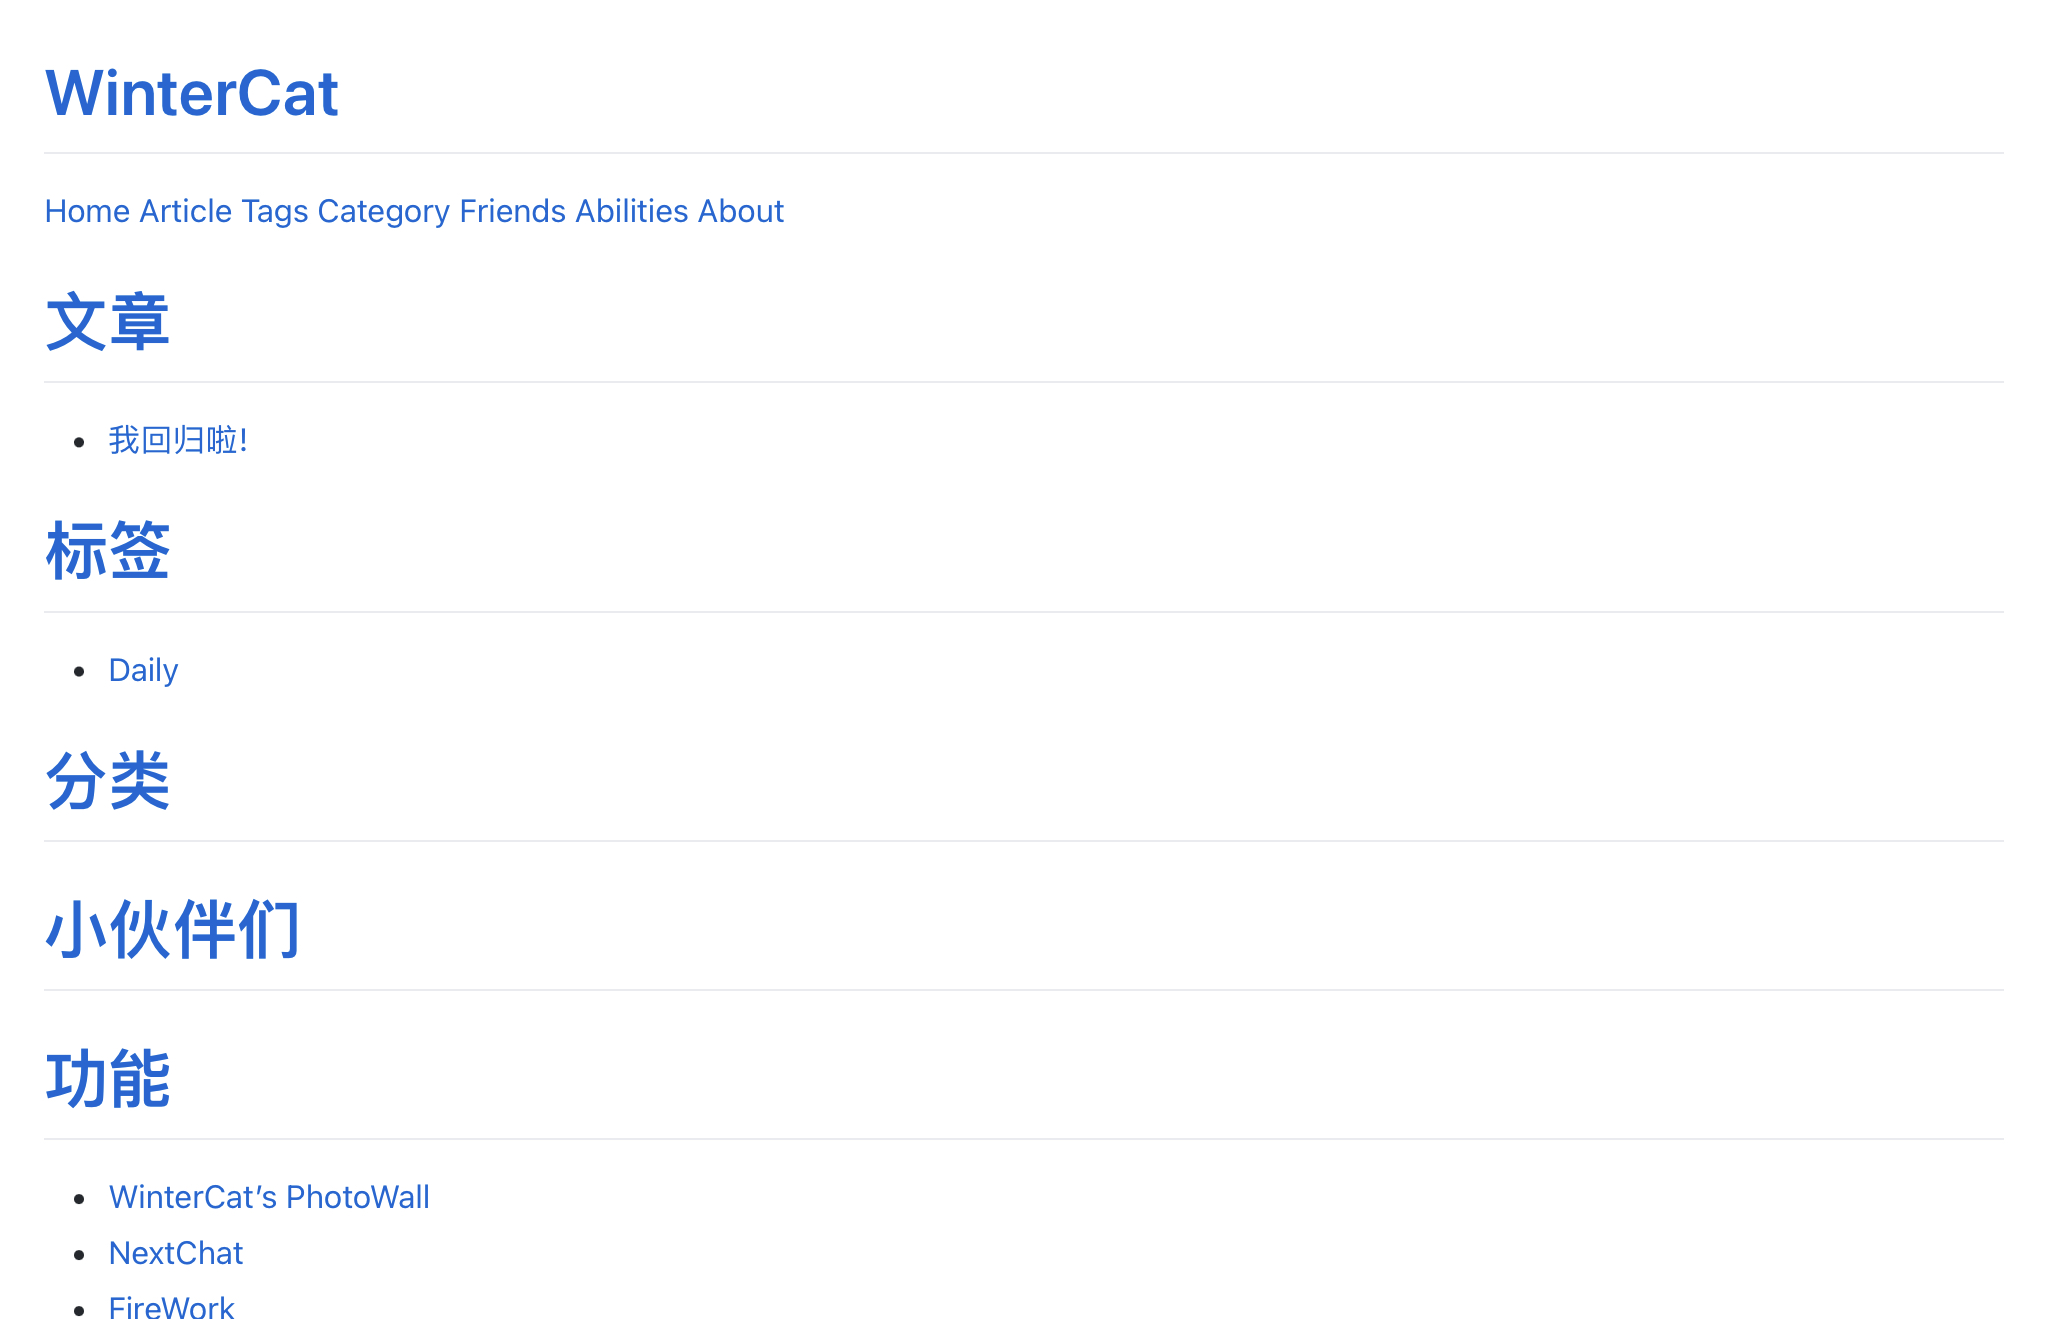 WinterCat
Home Article Tags Category Friends Abilities About
文章
我回归啦!
标签
Daily
分类
小伙伴们
功能
WinterCat’s PhotoWall
NextChat
FireWork